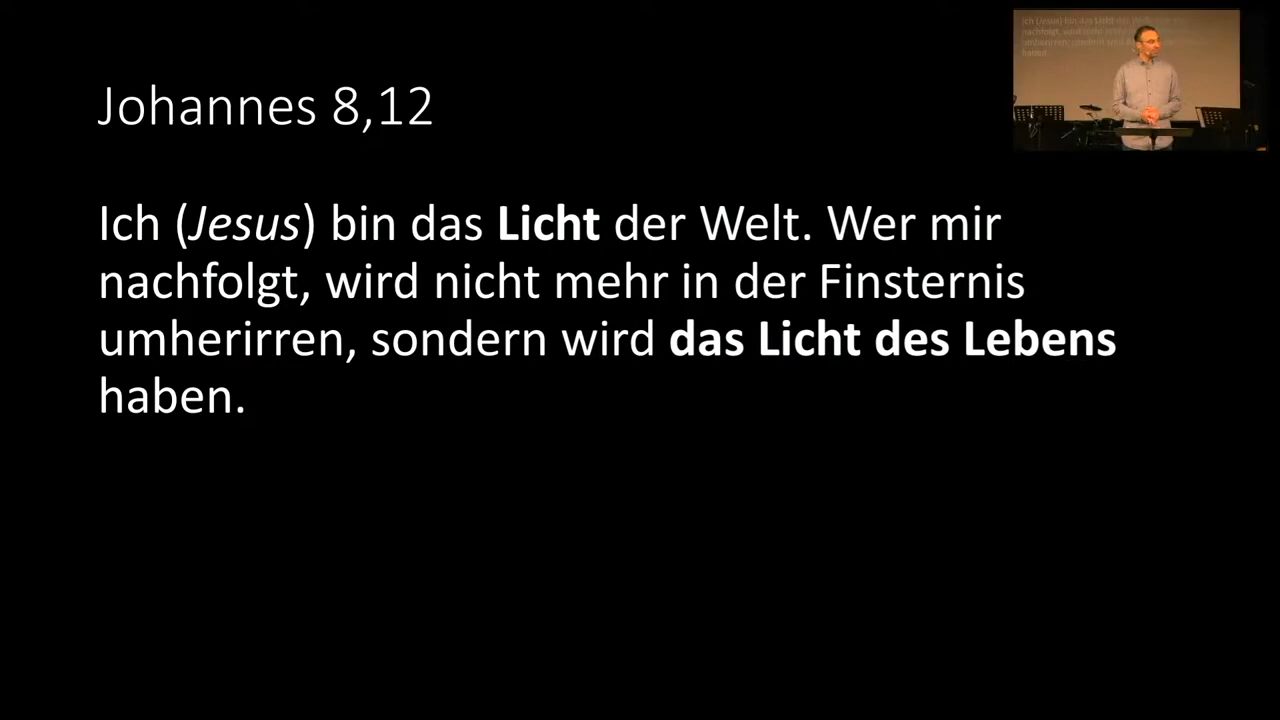 Johannes 8,12
Ich (Jesus) bin das Licht der Welt. Wer mir
nachfolgt, wird nicht mehr in der Finsternis
umherirren, sondern wird das Licht des Lebens
haben.